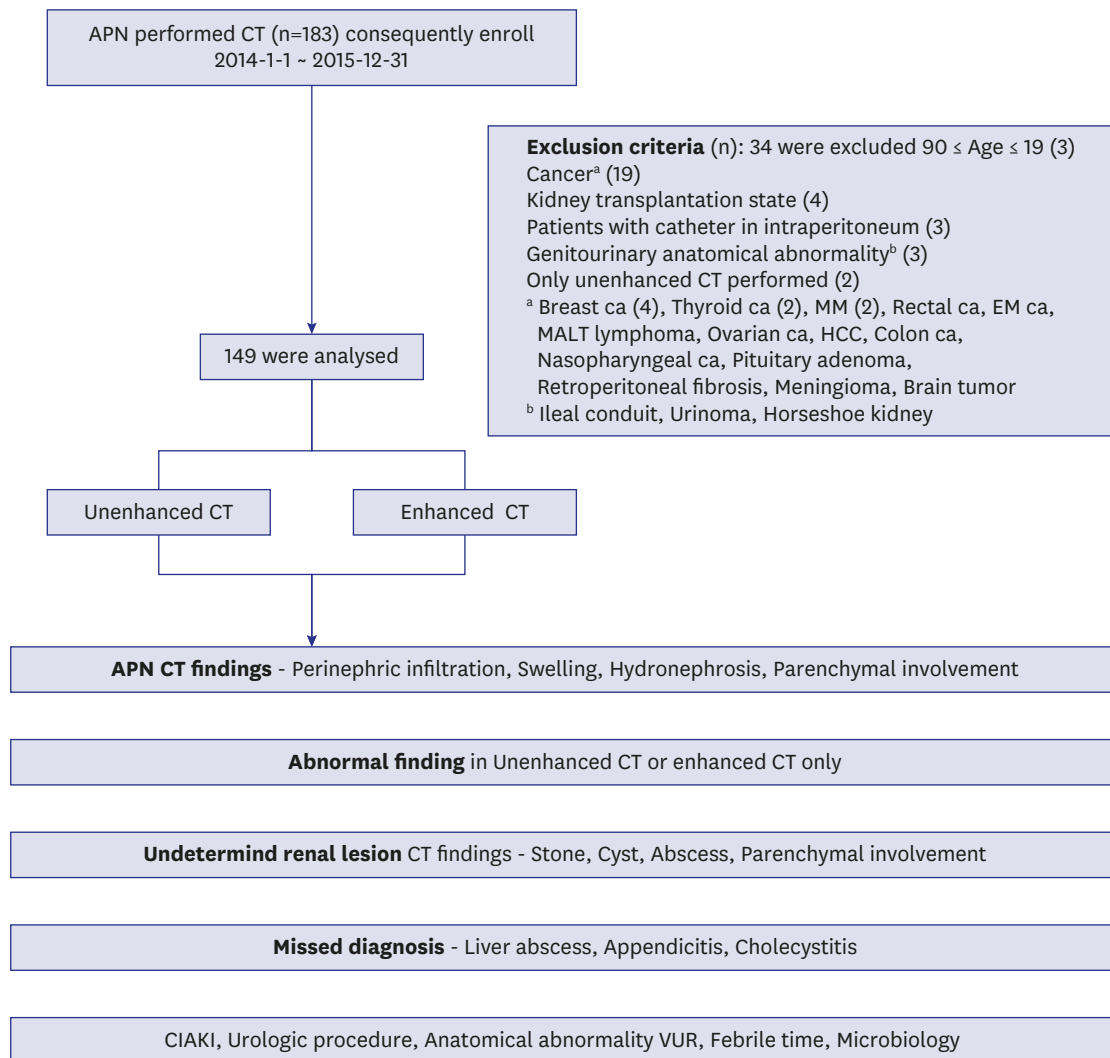 APN performed CT (n=183) consequently enroll
2014-1-1 ~ 2015-12-31
Exclusion criteria (n): 34 were excluded 90 ≤ Age ≤ 19 (3)
Cancerᵃ (19)
Kidney transplantation state (4)
Patients with catheter in intraperitoneum (3)
Genitourinary anatomical abnormalityᵇ (3)
Only unenhanced CT performed (2)
ᵃ Breast ca (4), Thyroid ca (2), MM (2), Rectal ca, EM ca,
MALT lymphoma, Ovarian ca, HCC, Colon ca,
Nasopharyngeal ca, Pituitary adenoma,
Retroperitoneal fibrosis, Meningioma, Brain tumor
ᵇ Ileal conduit, Urinoma, Horseshoe kidney
149 were analysed
Unenhanced CT
Enhanced CT
APN CT findings - Perinephric infiltration, Swelling, Hydronephrosis, Parenchymal involvement
Abnormal finding in Unenhanced CT or enhanced CT only
Undetermind renal lesion CT findings - Stone, Cyst, Abscess, Parenchymal involvement
Missed diagnosis - Liver abscess, Appendicitis, Cholecystitis
CIAKI, Urologic procedure, Anatomical abnormality VUR, Febrile time, Microbiology